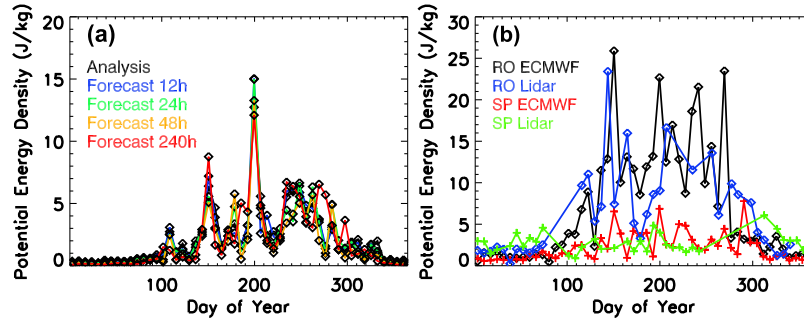 (a)
Analysis
Forecast 12h
Forecast 24h
Forecast 48h
Forecast 240h
Potential Energy Density (J/kg)
20
15
10
5
0
100
200
300
Day of Year
(b)
RO ECMWF
RO Lidar
SP ECMWF
SP Lidar
Potential Energy Density (J/kg)
30
25
20
15
10
5
0
100
200
300
Day of Year